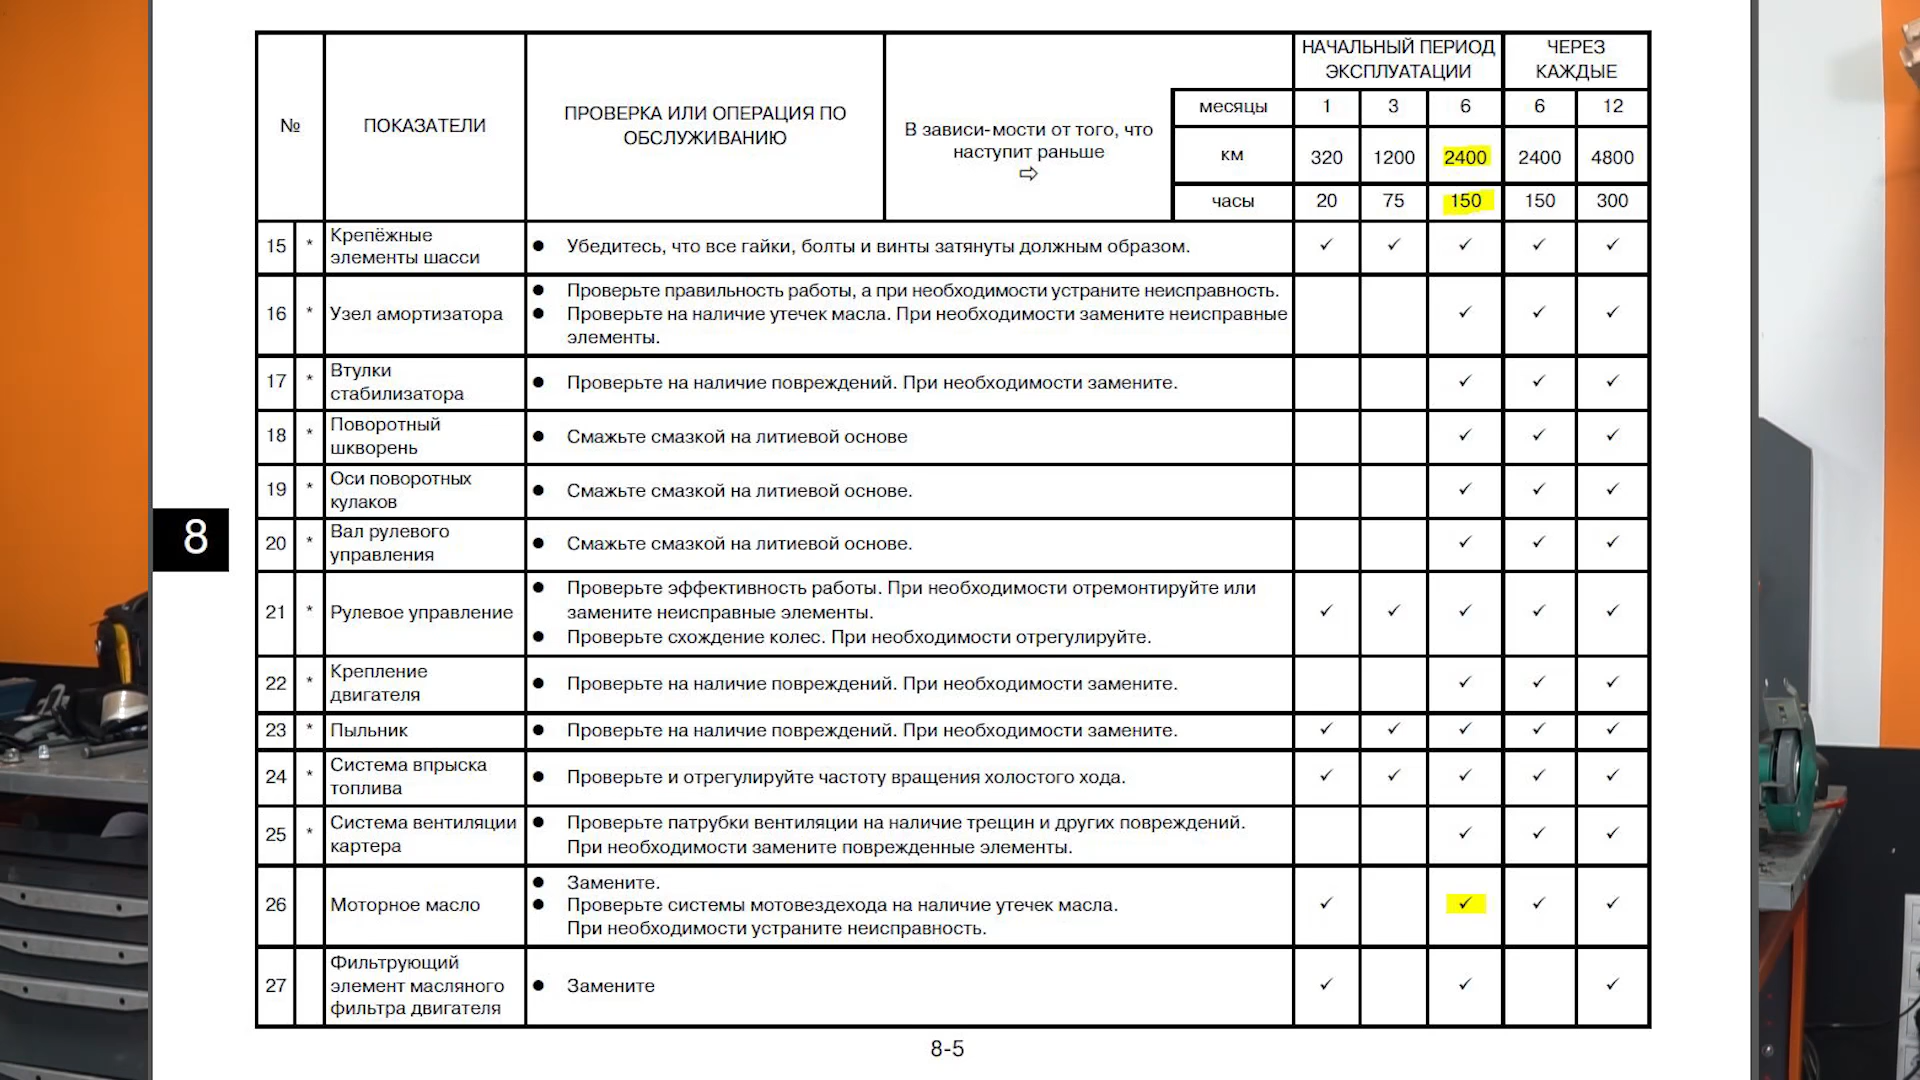 №
ПОКАЗАТЕЛИ
ПРОВЕРКА ИЛИ ОПЕРАЦИЯ ПО
ОБСЛУЖИВАНИЮ
В зависи-мости от того, что
наступит раньше
⇨
НАЧАЛЬНЫЙ ПЕРИОД
ЭКСПЛУАТАЦИИ
ЧЕРЕЗ
КАЖДЫЕ
месяцы 1 3 6 6 12
км 320 1200 2400 2400 4800
часы 20 75 150 150 300
15 * Крепёжные
элементы шасси
● Убедитесь, что все гайки, болты и винты затянуты должным образом. ✓ ✓ ✓ ✓ ✓
16 * Узел амортизатора
● Проверьте правильность работы, а при необходимости устраните неисправность.
● Проверьте на наличие утечек масла. При необходимости замените неисправные
элементы. ✓ ✓ ✓
17 * Втулки
стабилизатора
● Проверьте на наличие повреждений. При необходимости замените. ✓ ✓ ✓
18 * Поворотный
шкворень
● Смажьте смазкой на литиевой основе ✓ ✓ ✓
19 * Оси поворотных
кулаков
● Смажьте смазкой на литиевой основе. ✓ ✓ ✓
20 * Вал рулевого
управления
● Смажьте смазкой на литиевой основе. ✓ ✓ ✓
21 * Рулевое управление
● Проверьте эффективность работы. При необходимости отремонтируйте или
замените неисправные элементы.
● Проверьте схождение колес. При необходимости отрегулируйте. ✓ ✓ ✓ ✓ ✓
22 * Крепление
двигателя
● Проверьте на наличие повреждений. При необходимости замените. ✓ ✓ ✓
23 * Пыльник
● Проверьте на наличие повреждений. При необходимости замените. ✓ ✓ ✓ ✓ ✓
24 * Система впрыска
топлива
● Проверьте и отрегулируйте частоту вращения холостого хода. ✓ ✓ ✓ ✓ ✓
25 * Система вентиляции
картера
● Проверьте патрубки вентиляции на наличие трещин и других повреждений.
При необходимости замените поврежденные элементы. ✓ ✓ ✓
26 Моторное масло
● Замените.
● Проверьте системы мотовездехода на наличие утечек масла.
При необходимости устраните неисправность. ✓ ✓ ✓ ✓
27 Фильтрующий
элемент масляного
фильтра двигателя
● Замените ✓ ✓ ✓
8
8-5